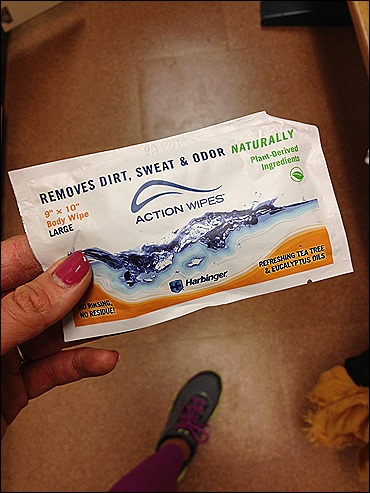 REMOVES DIRT, SWEAT & ODOR NATURALLY
Plant-Derived
Ingredients
9" × 10"
Body Wipe
LARGE
ACTION WIPES
Harbinger
NO RINSING,
NO RESIDUE!
REFRESHING TEA TREE
& EUCALYPTUS OILS